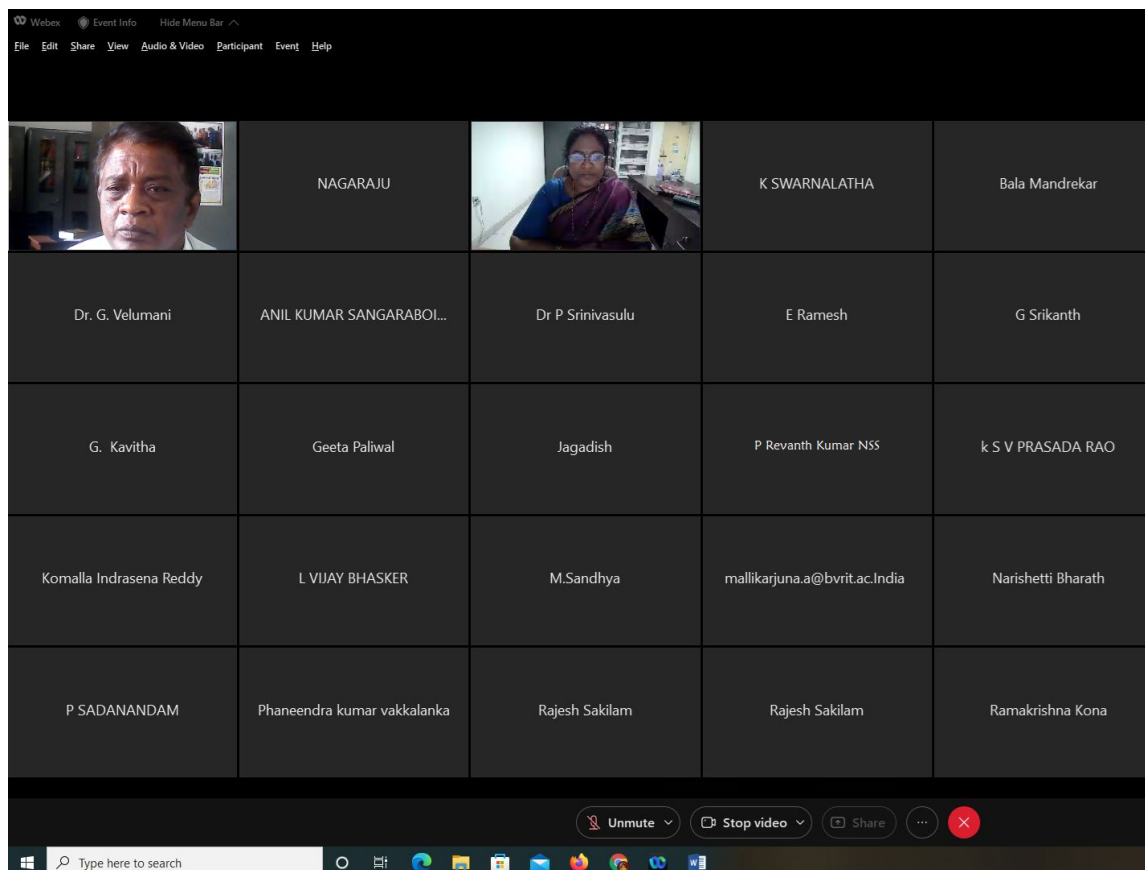 Webex Event Info Hide Menu Bar
File Edit Share View Audio & Video Participant Event Help
NAGARAJU K SWARNALATHA Bala Mandrekar
Dr. G. Velumani ANIL KUMAR SANGARABOI... Dr P Srinivasulu E Ramesh G Srikanth
G. Kavitha Geeta Paliwal Jagadish P Revanth Kumar NSS k S V PRASADA RAO
Komalla Indrasena Reddy L VIJAY BHASKER M.Sandhya mallikarjuna.a@bvrit.ac.India Narishetti Bharath
P SADANANDAM Phaneendra kumar vakkalanka Rajesh Sakilam Rajesh Sakilam Ramakrishna Kona
Unmute Stop video Share
Type here to search